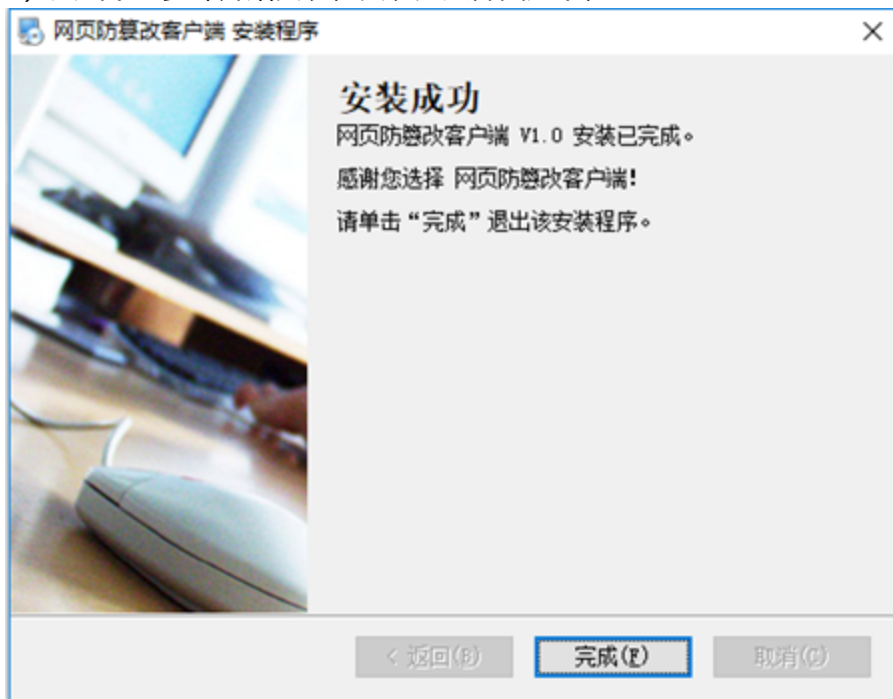 网页防篡改客户端 安装程序
安装成功
网页防篡改客户端 V1.0 安装已完成。
感谢您选择 网页防篡改客户端!
请单击“完成”退出该安装程序。
< 返回(B)
完成(F)
取消(C)